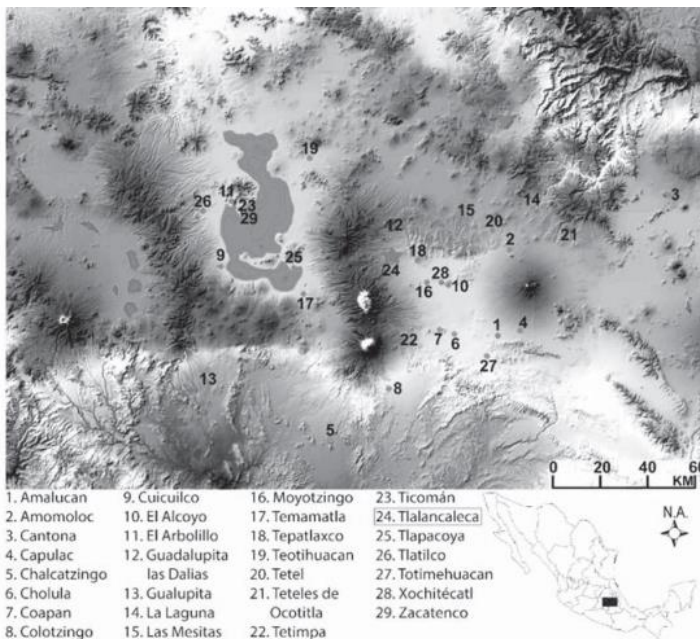 19
11
26
23
29
9
25
17
12
15
14
3
20
21
2
18
24
28
16
10
1
4
22
7
6
27
13
8
5
0 20 40 60
KM
1. Amalucan
2. Amomoloc
3. Cantona
4. Capulac
5. Chalcatzingo
6. Cholula
7. Coapan
8. Colotzingo
9. Cuicuilco
10. El Alcoyo
11. El Arbolillo
12. Guadalupita
las Dalias
13. Gualupita
14. La Laguna
15. Las Mesitas
16. Moyotzingo
17. Temamatla
18. Tepatlaxco
19. Teotihuacan
20. Tetel
21. Teteles de
Ocotitla
22. Tetimpa
23. Ticomán
24. Tlalancaleca
25. Tlapacoya
26. Tlatilco
27. Totimehuacan
28. Xochitécatl
29. Zacatenco
N.A.